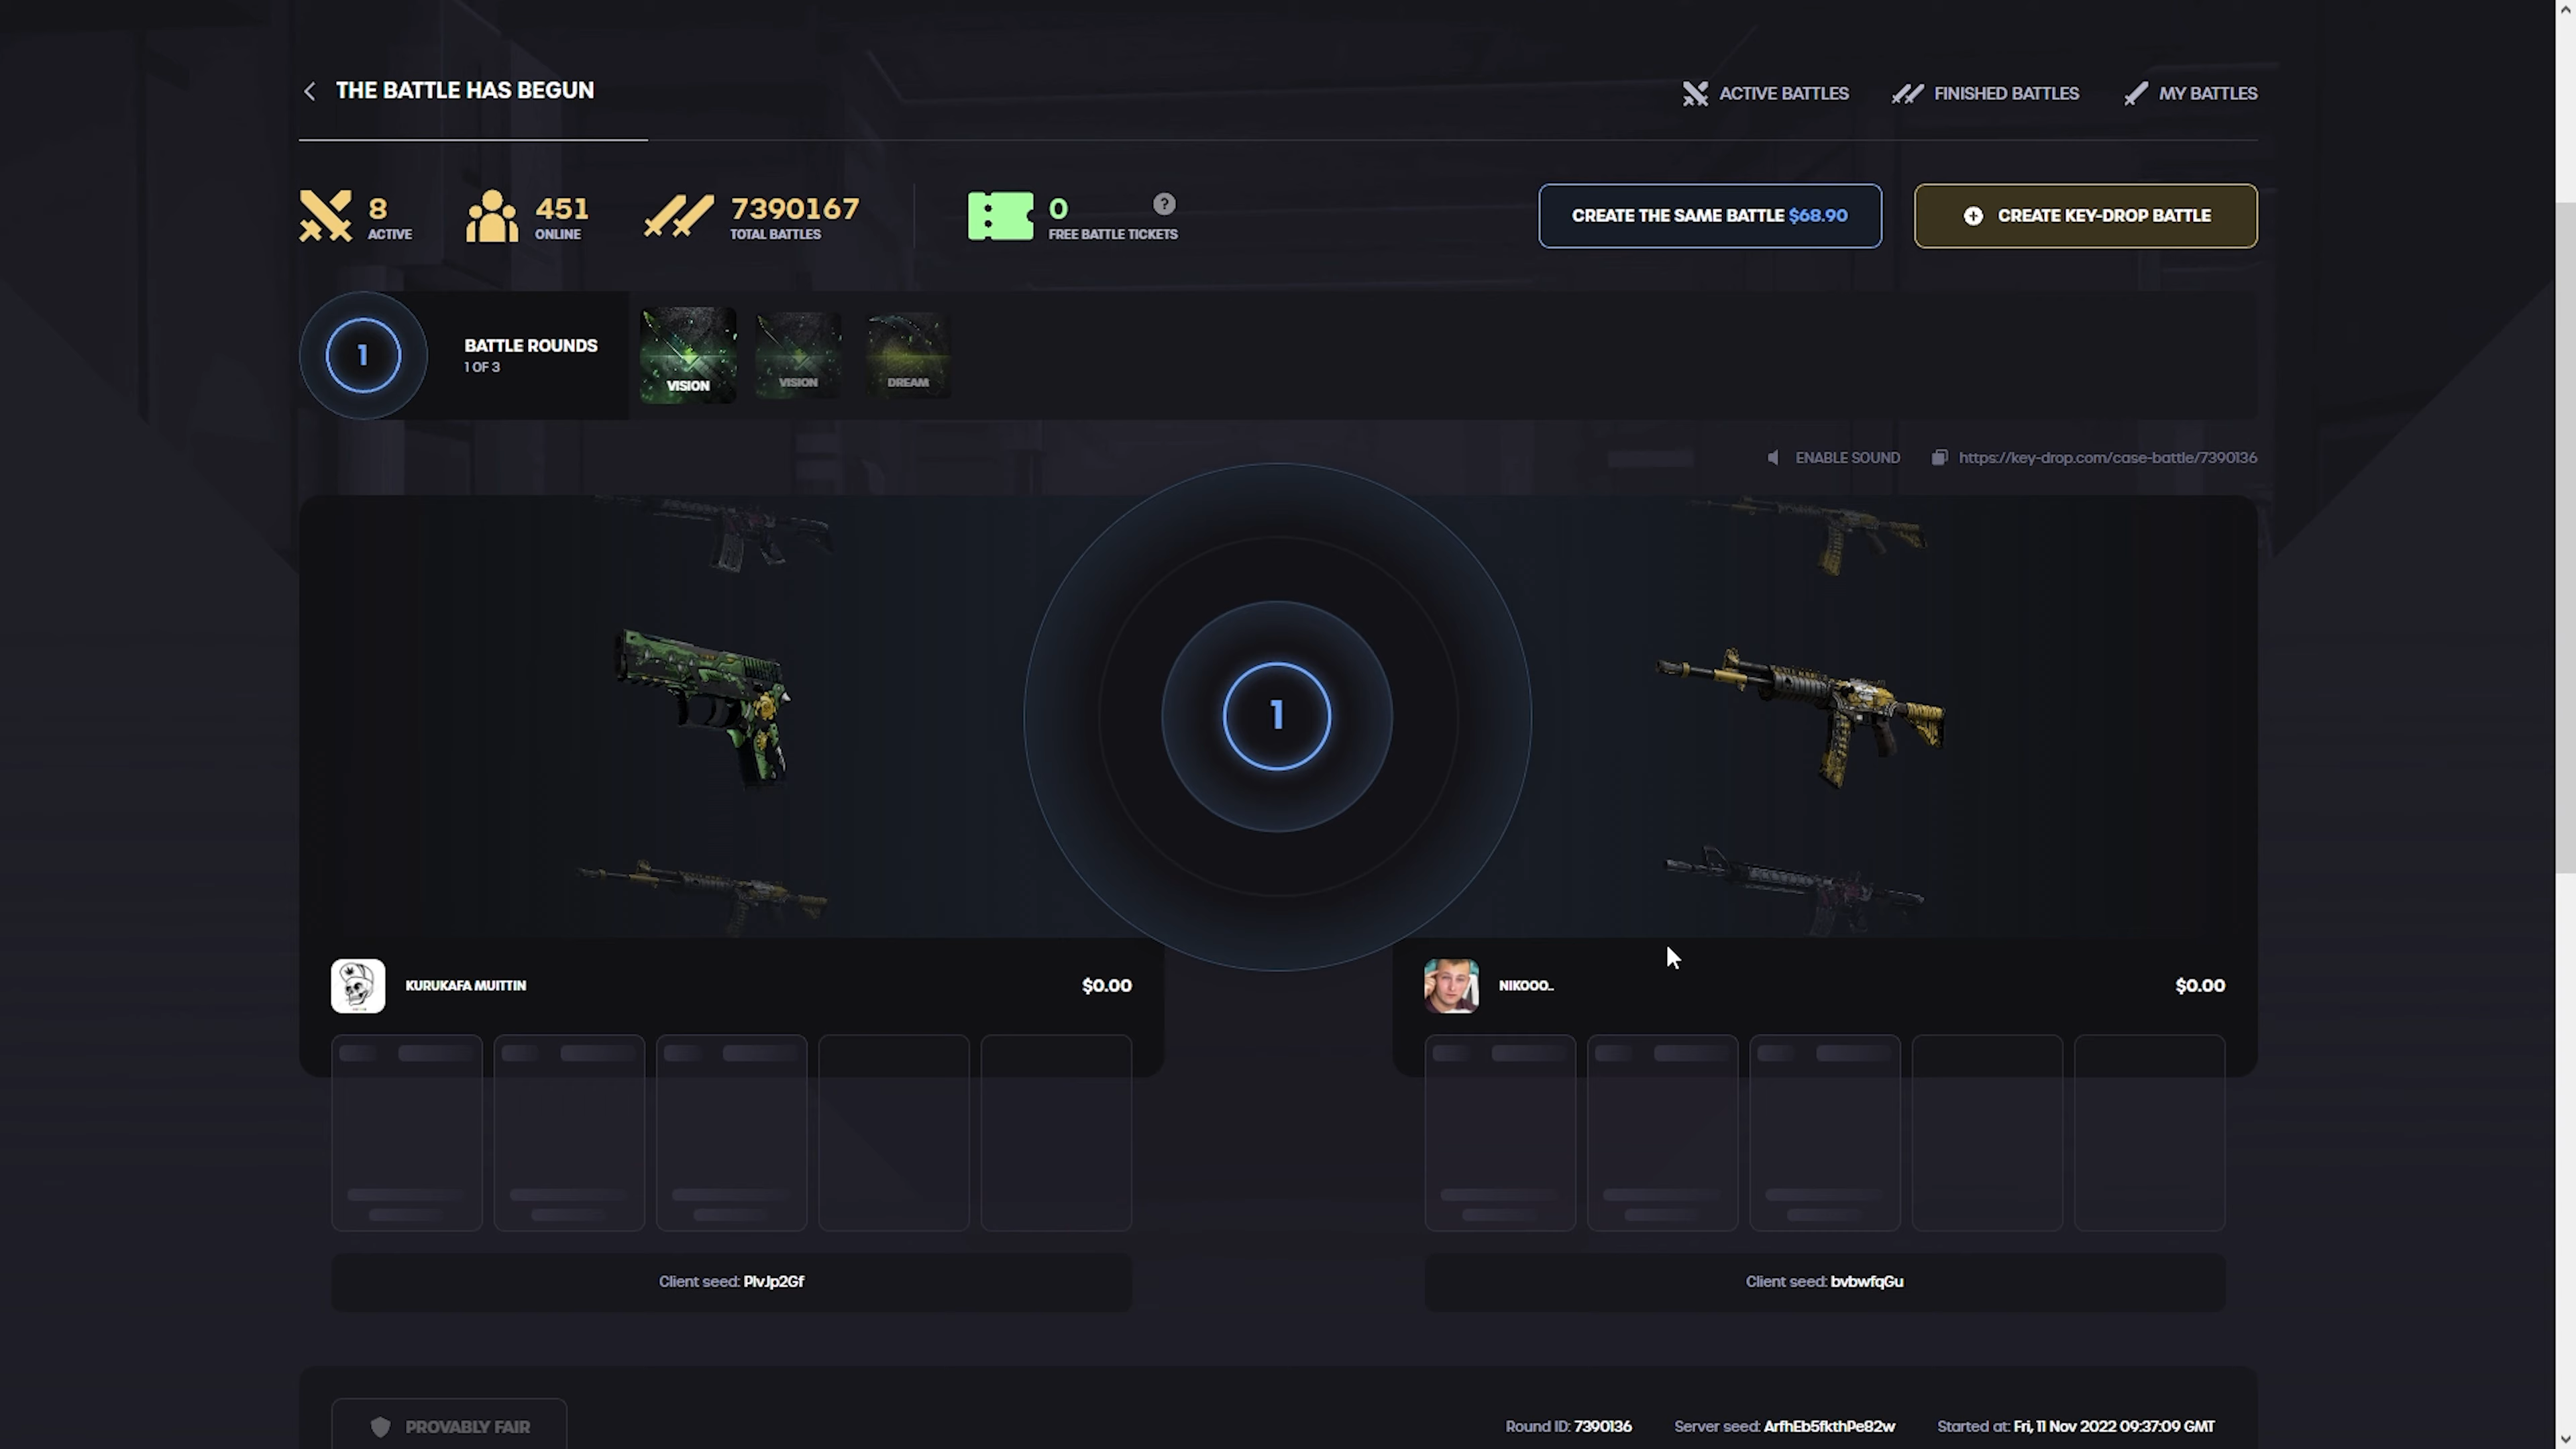 THE BATTLE HAS BEGUN
ACTIVE BATTLES
FINISHED BATTLES
MY BATTLES
8
ACTIVE
451
ONLINE
7390167
TOTAL BATTLES
0
?
FREE BATTLE TICKETS
CREATE THE SAME BATTLE $68.90
CREATE KEY-DROP BATTLE
1
BATTLE ROUNDS
1 OF 3
VISION
VISION
DREAM
ENABLE SOUND
https://key-drop.com/case-battle/7390136
1
KURUKAFA MUITTIN
$0.00
NIKOOO..
$0.00
Client seed: PlvJp2Gf
Client seed: bvbwfqGu
PROVABLY FAIR
Round ID: 7390136
Server seed: ArfhEb5fkthPe82w
Started at: Fri, 11 Nov 2022 09:37:09 GMT